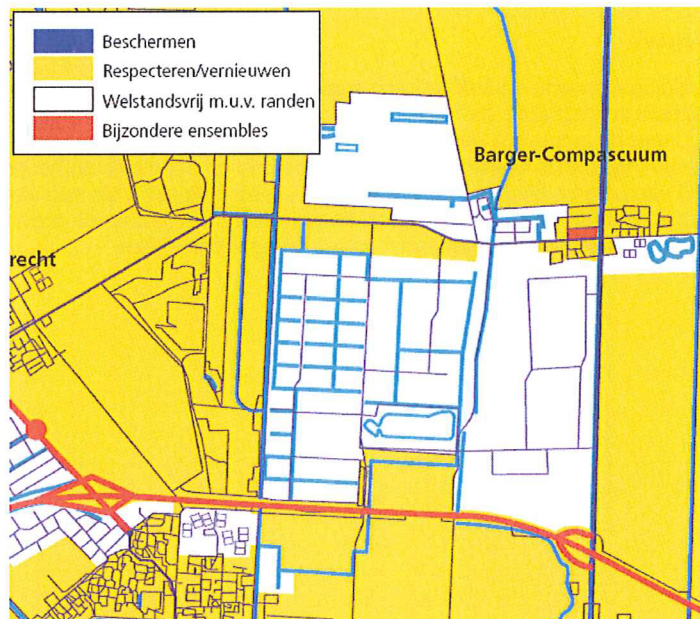 Beschermen
Respecteren/vernieuwen
Welstandsvrij m.u.v. randen
Bijzondere ensembles
Barger-Compascuum
recht